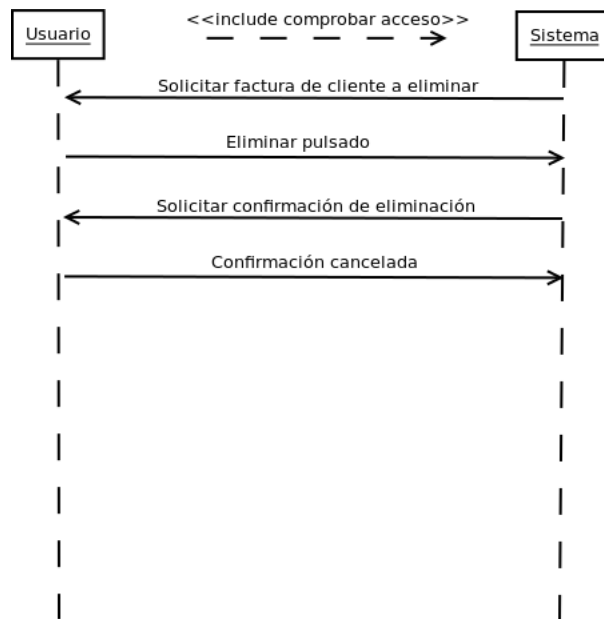 <<include comprobar acceso>>
Usuario
Sistema
Solicitar factura de cliente a eliminar
Eliminar pulsado
Solicitar confirmación de eliminación
Confirmación cancelada